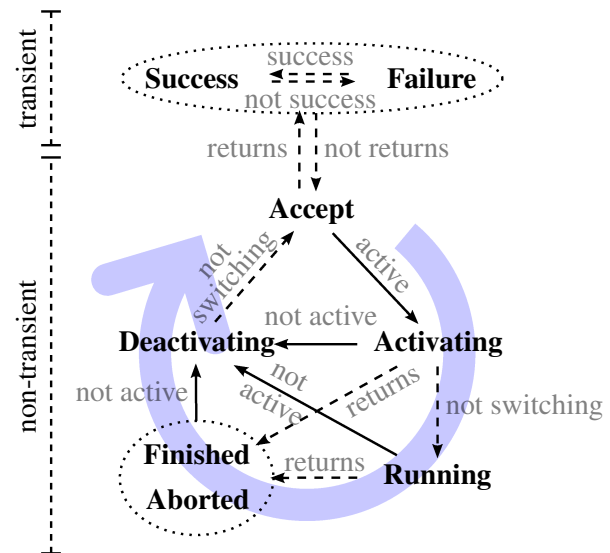 transient
success
Success
Failure
not success
returns
not returns
Accept
non-transient
not
switching
active
Deactivating
not active
Activating
not active
not
active
returns
not switching
Finished
returns
Running
Aborted